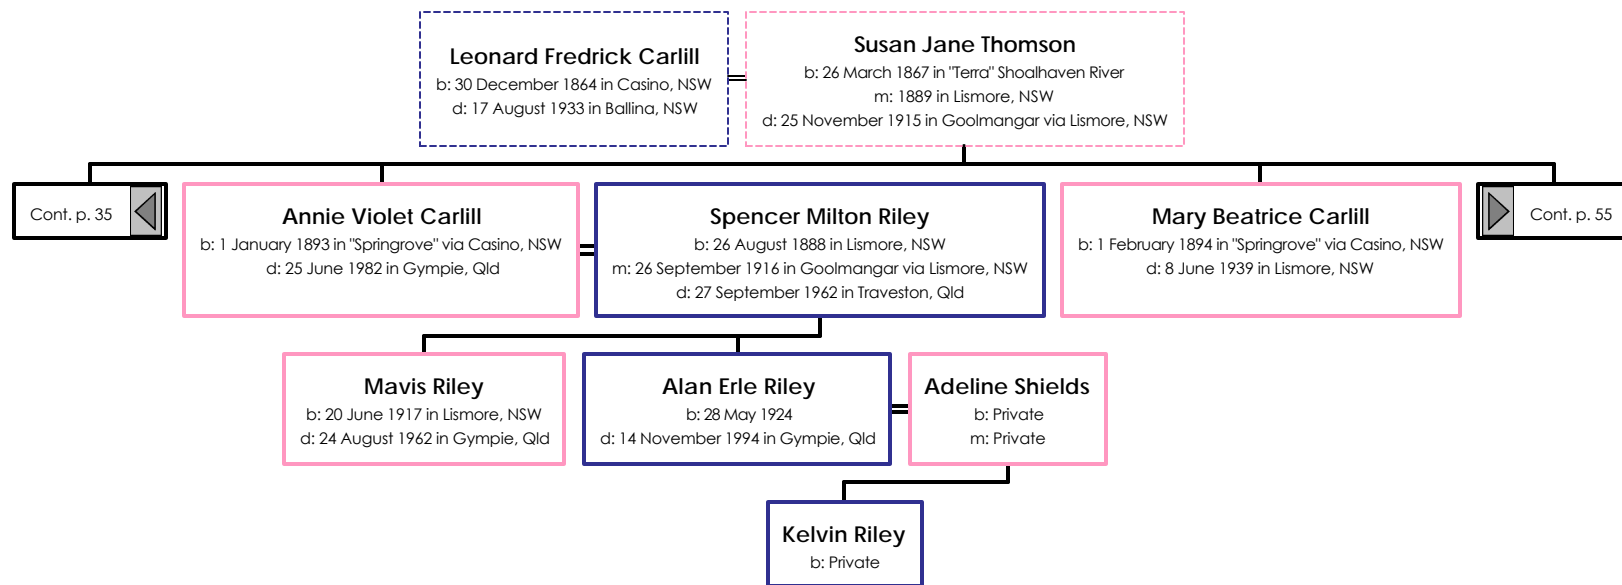 Leonard Fredrick Carlill
b: 30 December 1864 in Casino, NSW
d: 17 August 1933 in Ballina, NSW
Susan Jane Thomson
b: 26 March 1867 in "Terra" Shoalhaven River
m: 1889 in Lismore, NSW
d: 25 November 1915 in Goolmangar via Lismore, NSW
Cont. p. 35
Annie Violet Carlill
b: 1 January 1893 in "Springrove" via Casino, NSW
d: 25 June 1982 in Gympie, Qld
Spencer Milton Riley
b: 26 August 1888 in Lismore, NSW
m: 26 September 1916 in Goolmangar via Lismore, NSW
d: 27 September 1962 in Traveston, Qld
Mary Beatrice Carlill
b: 1 February 1894 in "Springrove" via Casino, NSW
d: 8 June 1939 in Lismore, NSW
Cont. p. 55
Mavis Riley
b: 20 June 1917 in Lismore, NSW
d: 24 August 1962 in Gympie, Qld
Alan Erle Riley
b: 28 May 1924
d: 14 November 1994 in Gympie, Qld
Adeline Shields
b: Private
m: Private
Kelvin Riley
b: Private